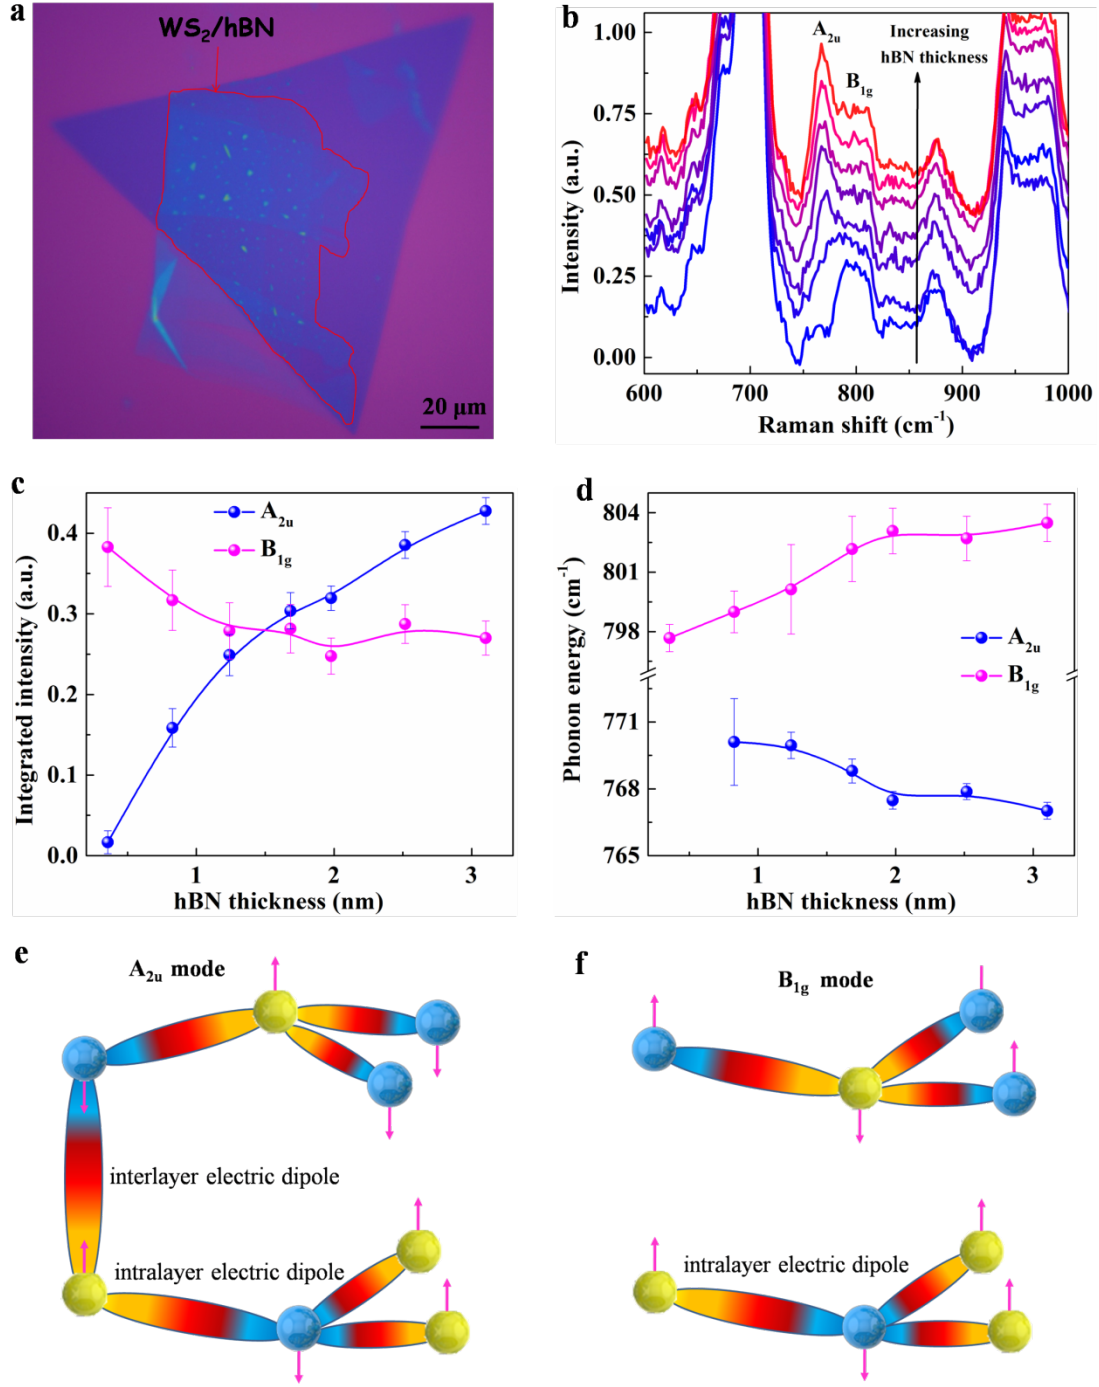 a
WS₂/hBN
20 μm
b
A₂ᵤ
B₁g
Increasing
hBN thickness
Intensity (a.u.)
1.00
0.75
0.50
0.25
0.00
600 700 800 900 1000
Raman shift (cm⁻¹)
c
A₂ᵤ
B₁g
Integrated intensity (a.u.)
0.4
0.3
0.2
0.1
0.0
1 2 3
hBN thickness (nm)
d
Phonon energy (cm⁻¹)
804
801
798
A₂ᵤ
B₁g
771
768
765
1 2 3
hBN thickness (nm)
e
A₂ᵤ mode
interlayer electric dipole
intralayer electric dipole
f
B₁g mode
intralayer electric dipole